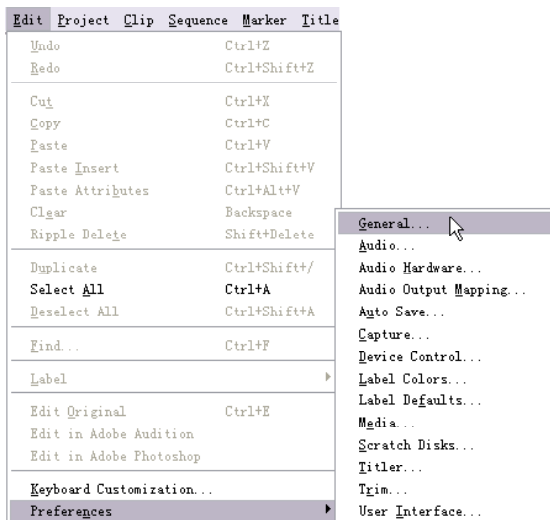 Edit Project Clip Sequence Marker Title
Undo Ctrl+Z
Redo Ctrl+Shift+Z
Cut Ctrl+X
Copy Ctrl+C
Paste Ctrl+V
Paste Insert Ctrl+Shift+V
Paste Attributes Ctrl+Alt+V
Clear Backspace
Ripple Delete Shift+Delete
Duplicate Ctrl+Shift+/
Select All Ctrl+A
Deselect All Ctrl+Shift+A
Find... Ctrl+F
Label
Edit Original Ctrl+E
Edit in Adobe Audition
Edit in Adobe Photoshop
Keyboard Customization...
Preferences
General...
Audio...
Audio Hardware...
Audio Output Mapping...
Auto Save...
Capture...
Device Control...
Label Colors...
Label Defaults...
Media...
Scratch Disks...
Titler...
Trim...
User Interface...